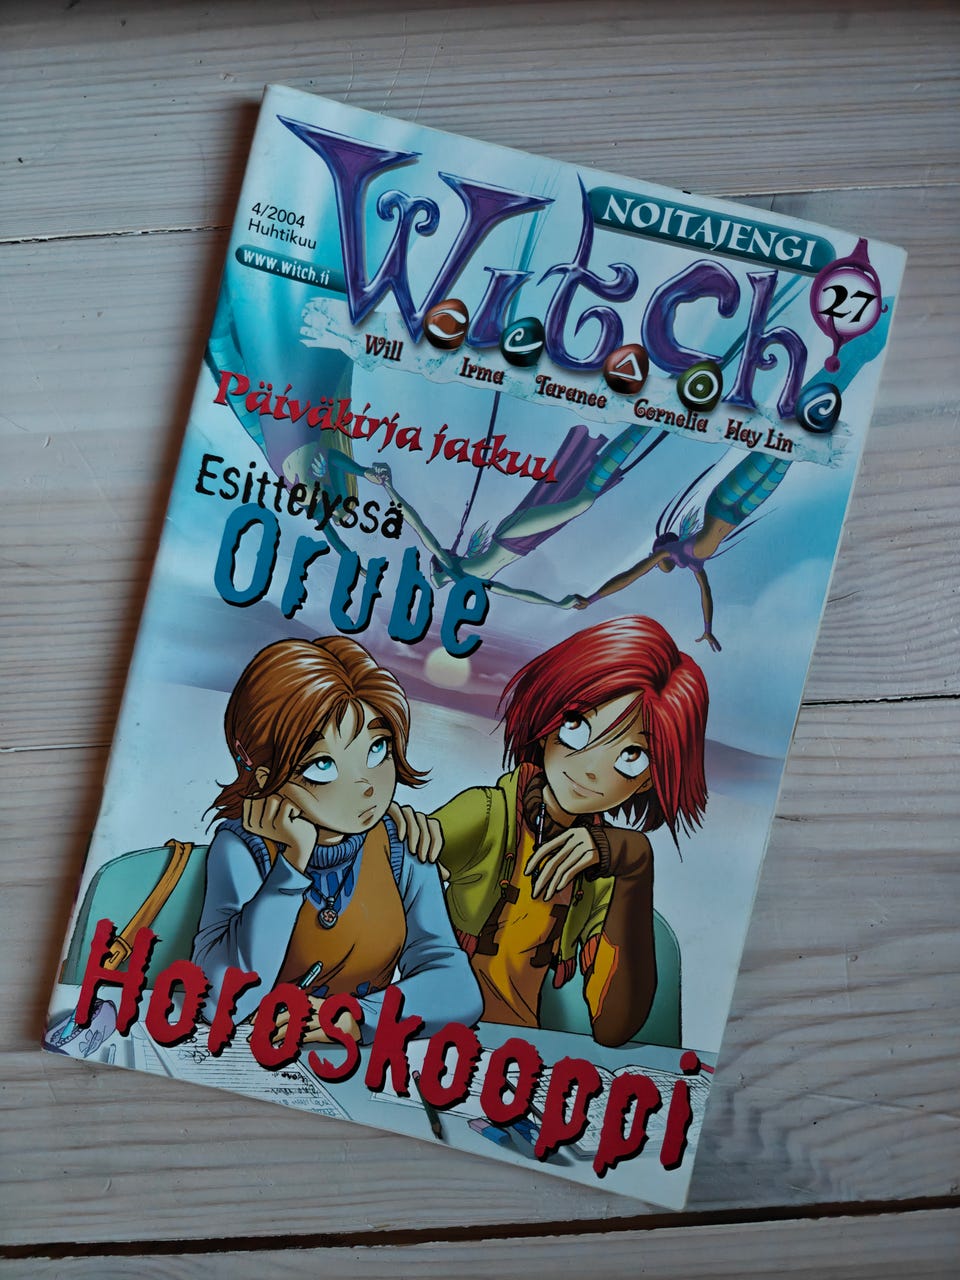 4/2004
Huhtikuu
www.witch.fi
NOITAJENGI
W.i.t.c.h.
27
Will
Irma
Taranee
Cornelia
Hay Lin
Päiväkirja jatkuu
Esittelyssä
Orube
Horoskooppi